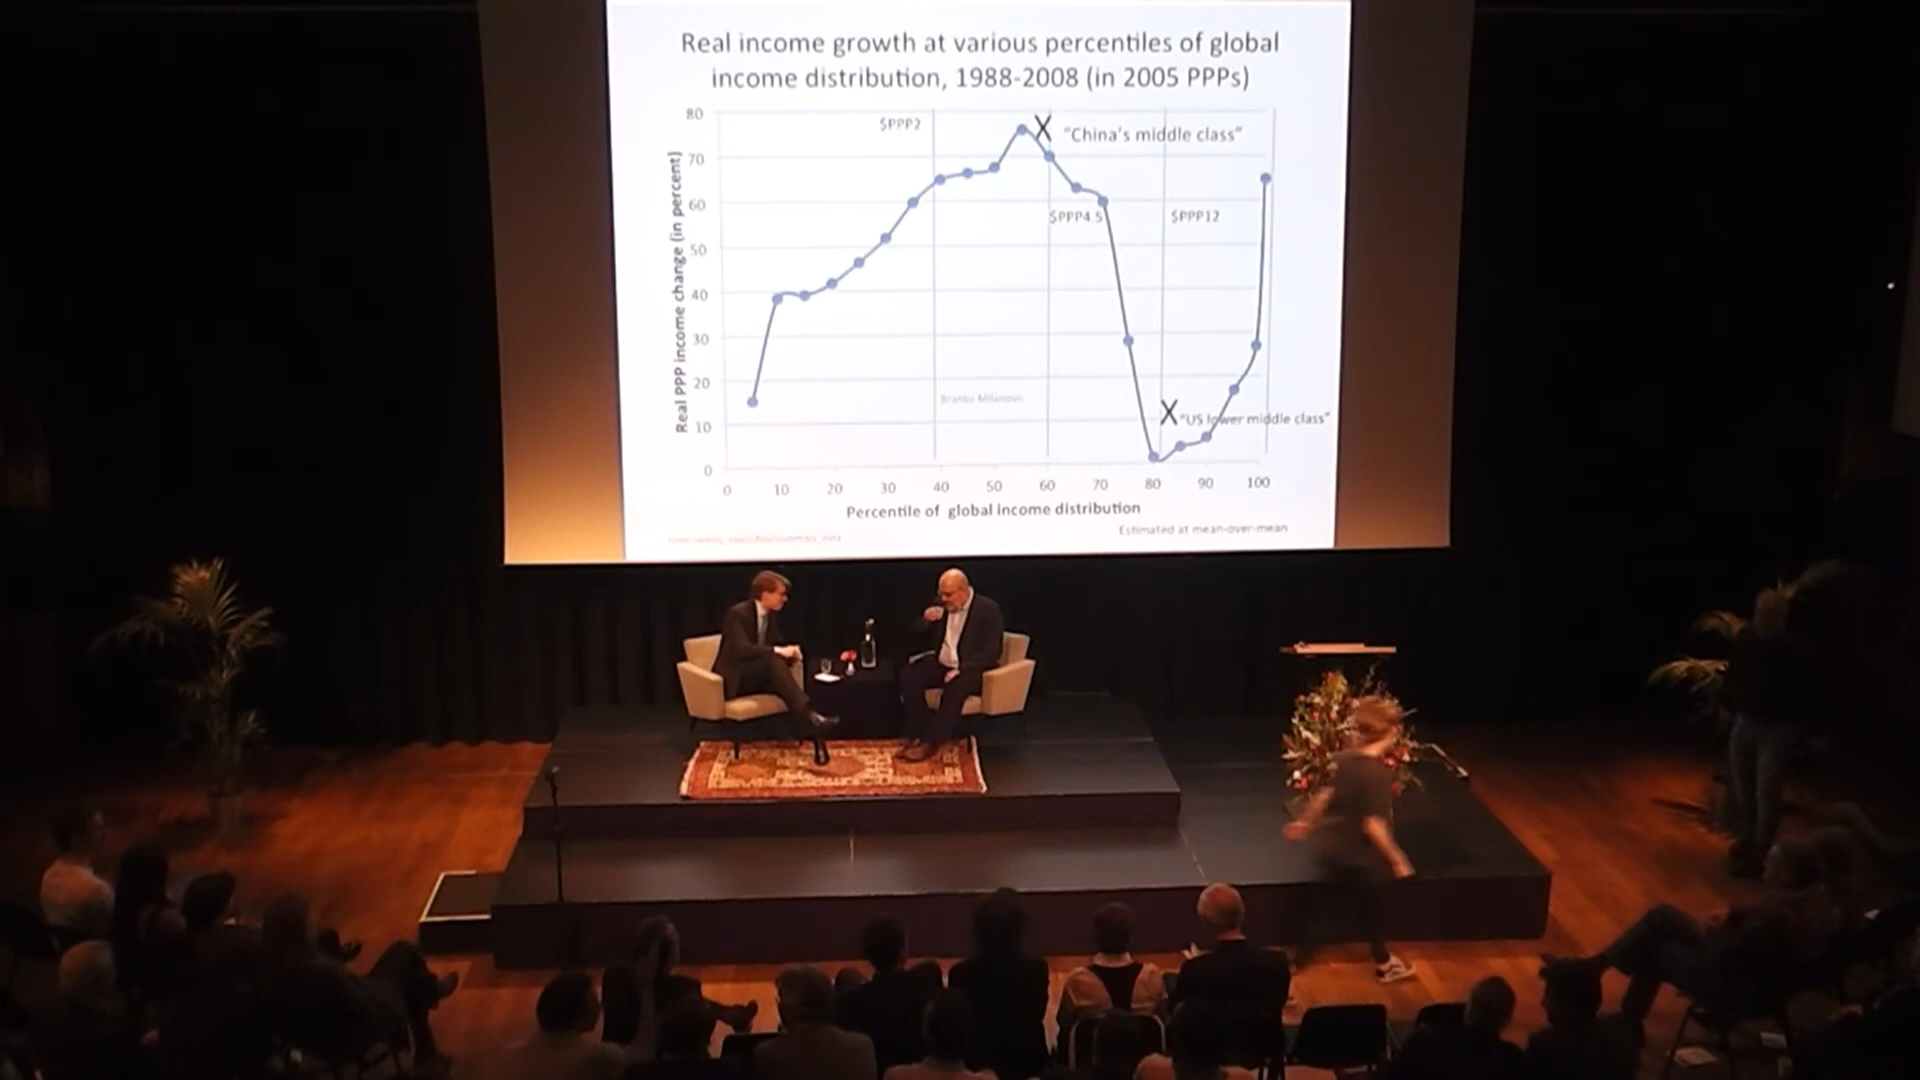 Real income growth at various percentiles of global
income distribution, 1988-2008 (in 2005 PPPs)
Real PPP income change (in percent)
80
70
60
50
40
30
20
10
0
$PPP2
X "China's middle class"
$PPP4.5
$PPP12
Branko Milanovic
X "US lower middle class"
0 10 20 30 40 50 60 70 80 90 100
Percentile of global income distribution
Estimated at mean-over-mean